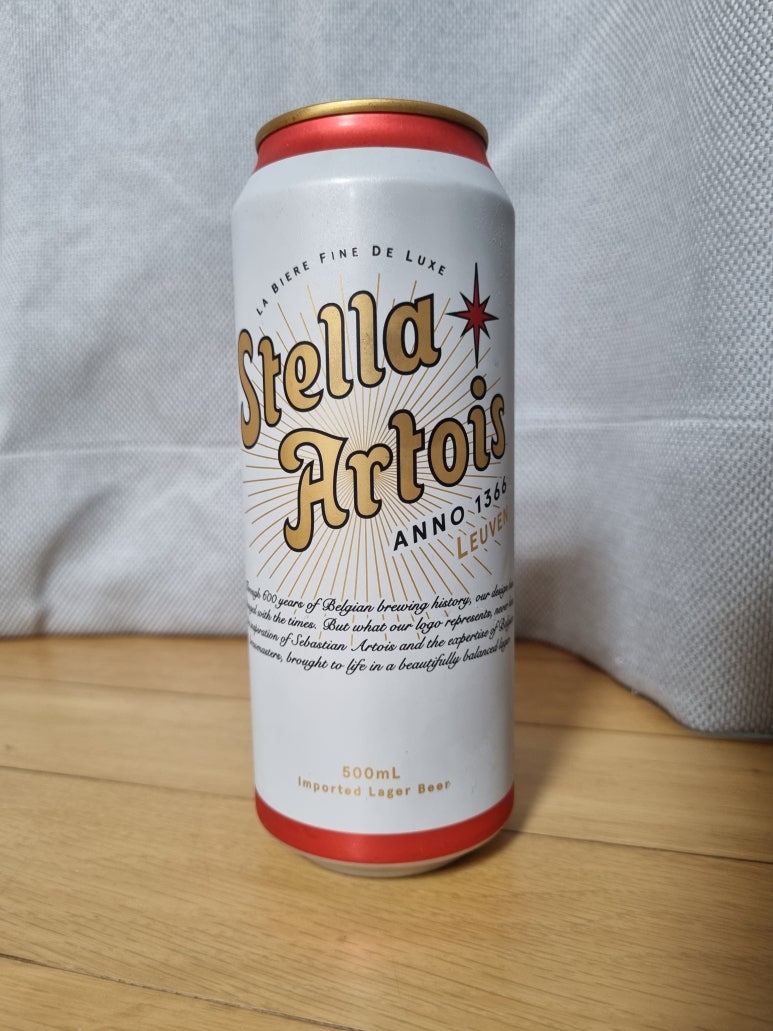 La Biere Fine De Luxe
Stella
Artois
ANNO 1366
LEUVEN
600 years of Belgian brewing history, our design
with the times. But what our logo represents, never
inspiration of Sebastian Artois and the expertise of
brought to life in a beautifully balanced
500mL
Imported Lager Beer